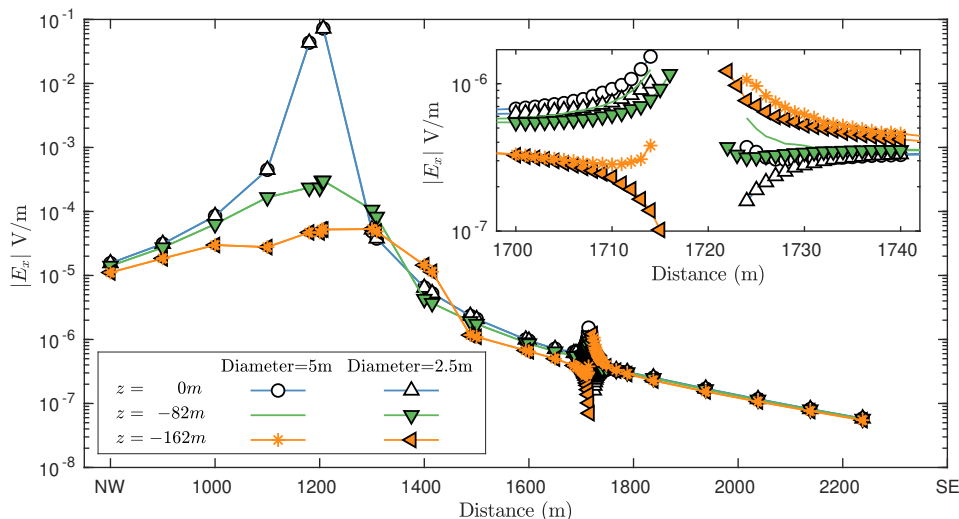 10^-1
10^-2
10^-3
10^-4
10^-5
10^-6
10^-7
10^-8
|E_x| V/m
NW
1000
1200
1400
1600
1800
2000
2200
SE
Distance (m)
10^-6
10^-7
|E_x| V/m
1700
1710
1720
1730
1740
Distance (m)
Diameter=5m Diameter=2.5m
z = 0m
z = −82m
z = −162m